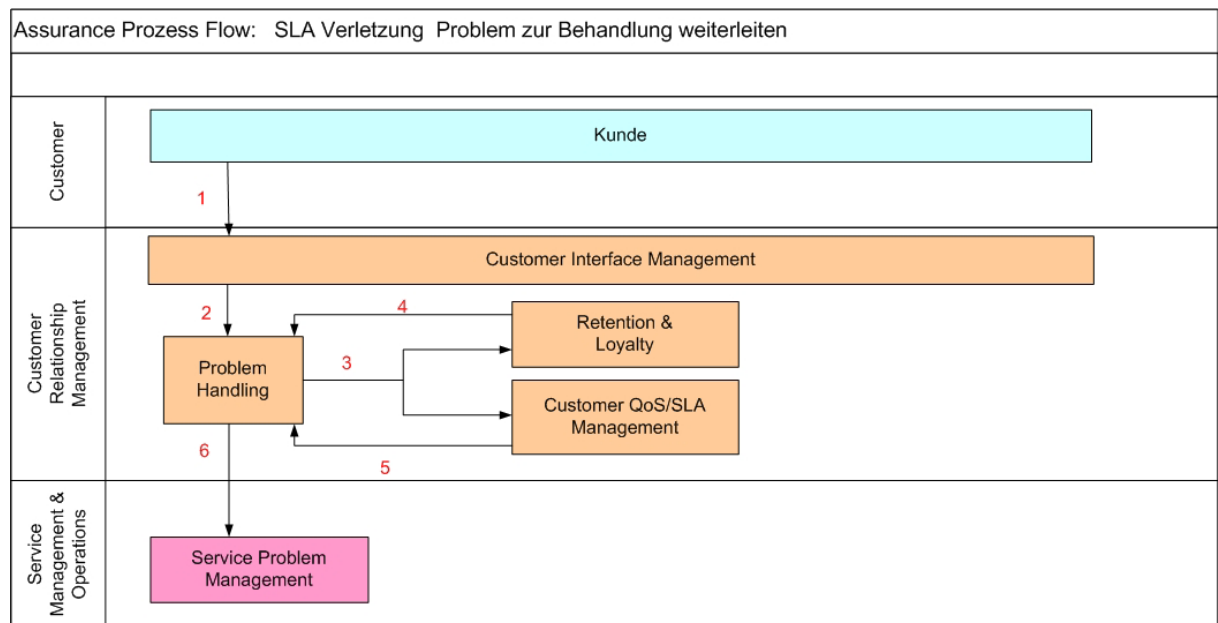 Assurance Prozess Flow:   SLA Verletzung  Problem zur Behandlung weiterleiten
Customer
Kunde
1
Customer
Relationship
Management
Customer Interface Management
2
4
Retention &
Loyalty
Problem
Handling
3
Customer QoS/SLA
Management
5
6
Service
Management &
Operations
Service Problem
Management